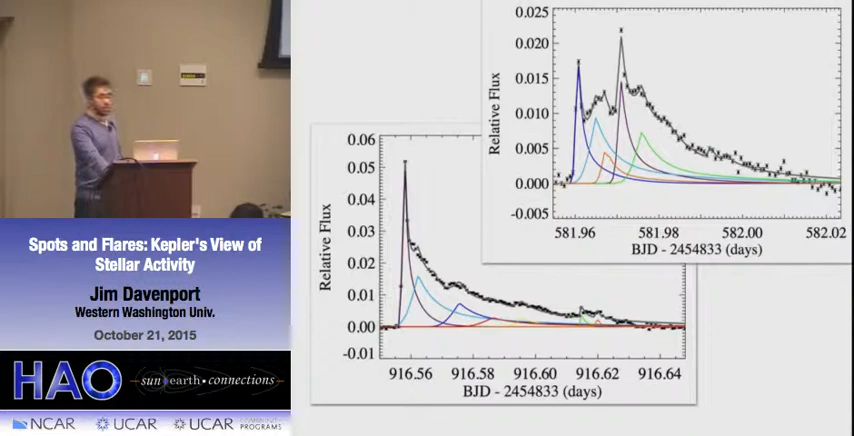 Spots and Flares: Kepler's View of
Stellar Activity
Jim Davenport
Western Washington Univ.
October 21, 2015
HAO
sun earth • connections
NCAR
UCAR
UCAR
PROGRAMS
0.025
0.020
0.015
0.010
0.005
0.000
-0.005
Relative Flux
581.96
581.98
582.00
582.02
BJD - 2454833 (days)
0.06
0.05
0.04
0.03
0.02
0.01
0.00
-0.01
Relative Flux
916.56
916.58
916.60
916.62
916.64
BJD - 2454833 (days)